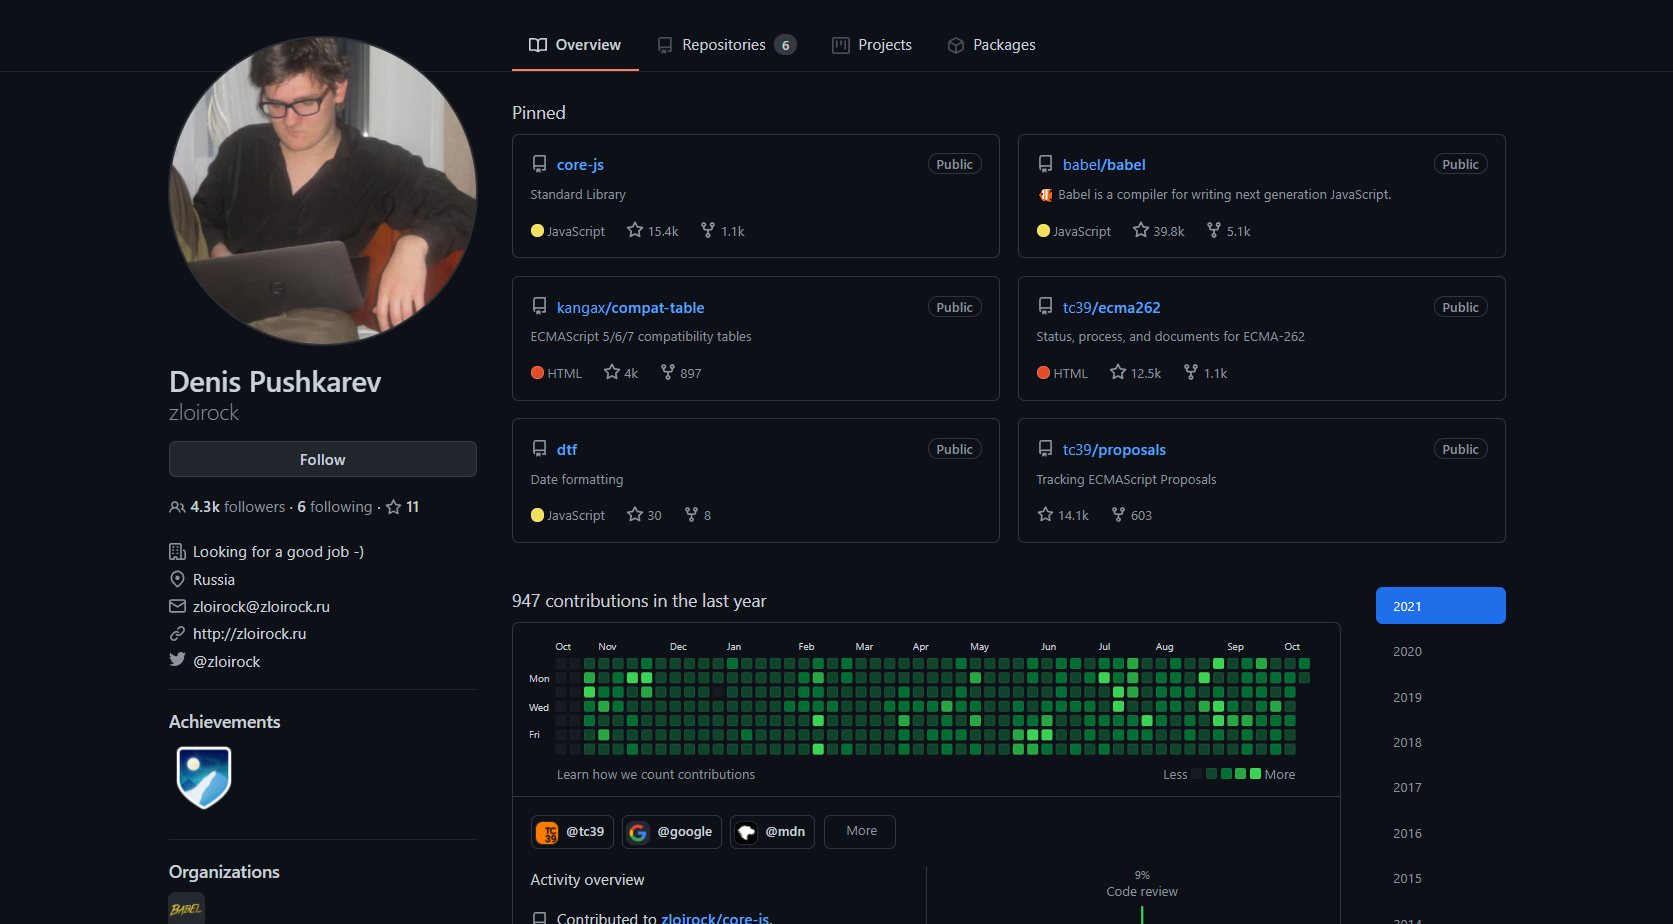 Overview
Repositories 6
Projects
Packages
Denis Pushkarev
zloirock
Follow
4.3k followers · 6 following · 11
Looking for a good job -)
Russia
zloirock@zloirock.ru
http://zloirock.ru
@zloirock
Achievements
Organizations
BABEL
Pinned
core-js
Public
Standard Library
JavaScript 15.4k 1.1k
babel/babel
Public
Babel is a compiler for writing next generation JavaScript.
JavaScript 39.8k 5.1k
kangax/compat-table
Public
ECMAScript 5/6/7 compatibility tables
HTML 4k 897
tc39/ecma262
Public
Status, process, and documents for ECMA-262
HTML 12.5k 1.1k
dtf
Public
Date formatting
JavaScript 30 8
tc39/proposals
Public
Tracking ECMAScript Proposals
14.1k 603
947 contributions in the last year
Oct Nov Dec Jan Feb Mar Apr May Jun Jul Aug Sep Oct
Mon
Wed
Fri
Learn how we count contributions
Less More
TC39 @tc39
@google
@mdn
More
Activity overview
Contributed to zloirock/core-js,
9%
Code review
2021
2020
2019
2018
2017
2016
2015
2014